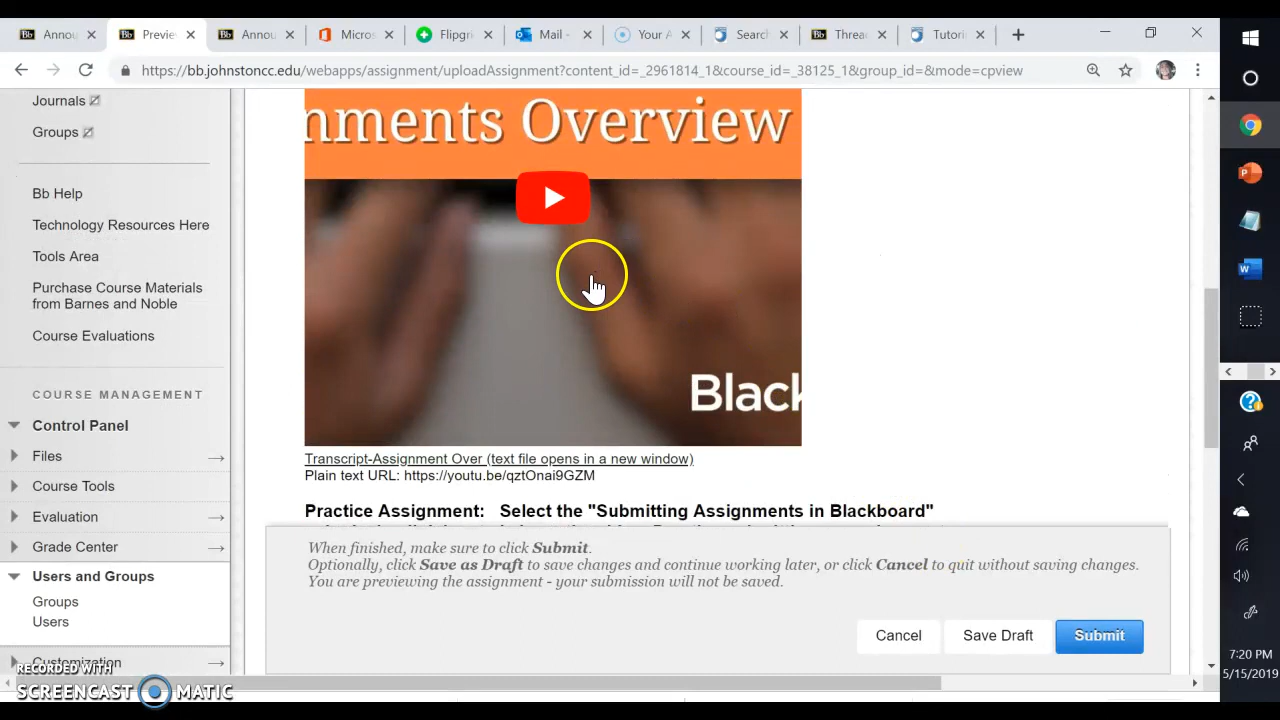 Annou
Previe
Annou
Micros
Flipgri
Mail -
Your A
Search
Threa
Tutori
https://bb.johnstoncc.edu/webapps/assignment/uploadAssignment?content_id=_2961814_1&course_id=_38125_1&group_id=&mode=cpview
Journals
Groups
Bb Help
Technology Resources Here
Tools Area
Purchase Course Materials
from Barnes and Noble
Course Evaluations
COURSE MANAGEMENT
Control Panel
Files
Course Tools
Evaluation
Grade Center
Users and Groups
Groups
Users
Customization
nments Overview
Black
Transcript-Assignment Over (text file opens in a new window)
Plain text URL: https://youtu.be/qztOnai9GZM
Practice Assignment: Select the "Submitting Assignments in Blackboard"
When finished, make sure to click Submit.
Optionally, click Save as Draft to save changes and continue working later, or click Cancel to quit without saving changes.
You are previewing the assignment - your submission will not be saved.
Cancel
Save Draft
Submit
RECORDED WITH
SCREENCAST MATIC
7:20 PM
5/15/2019